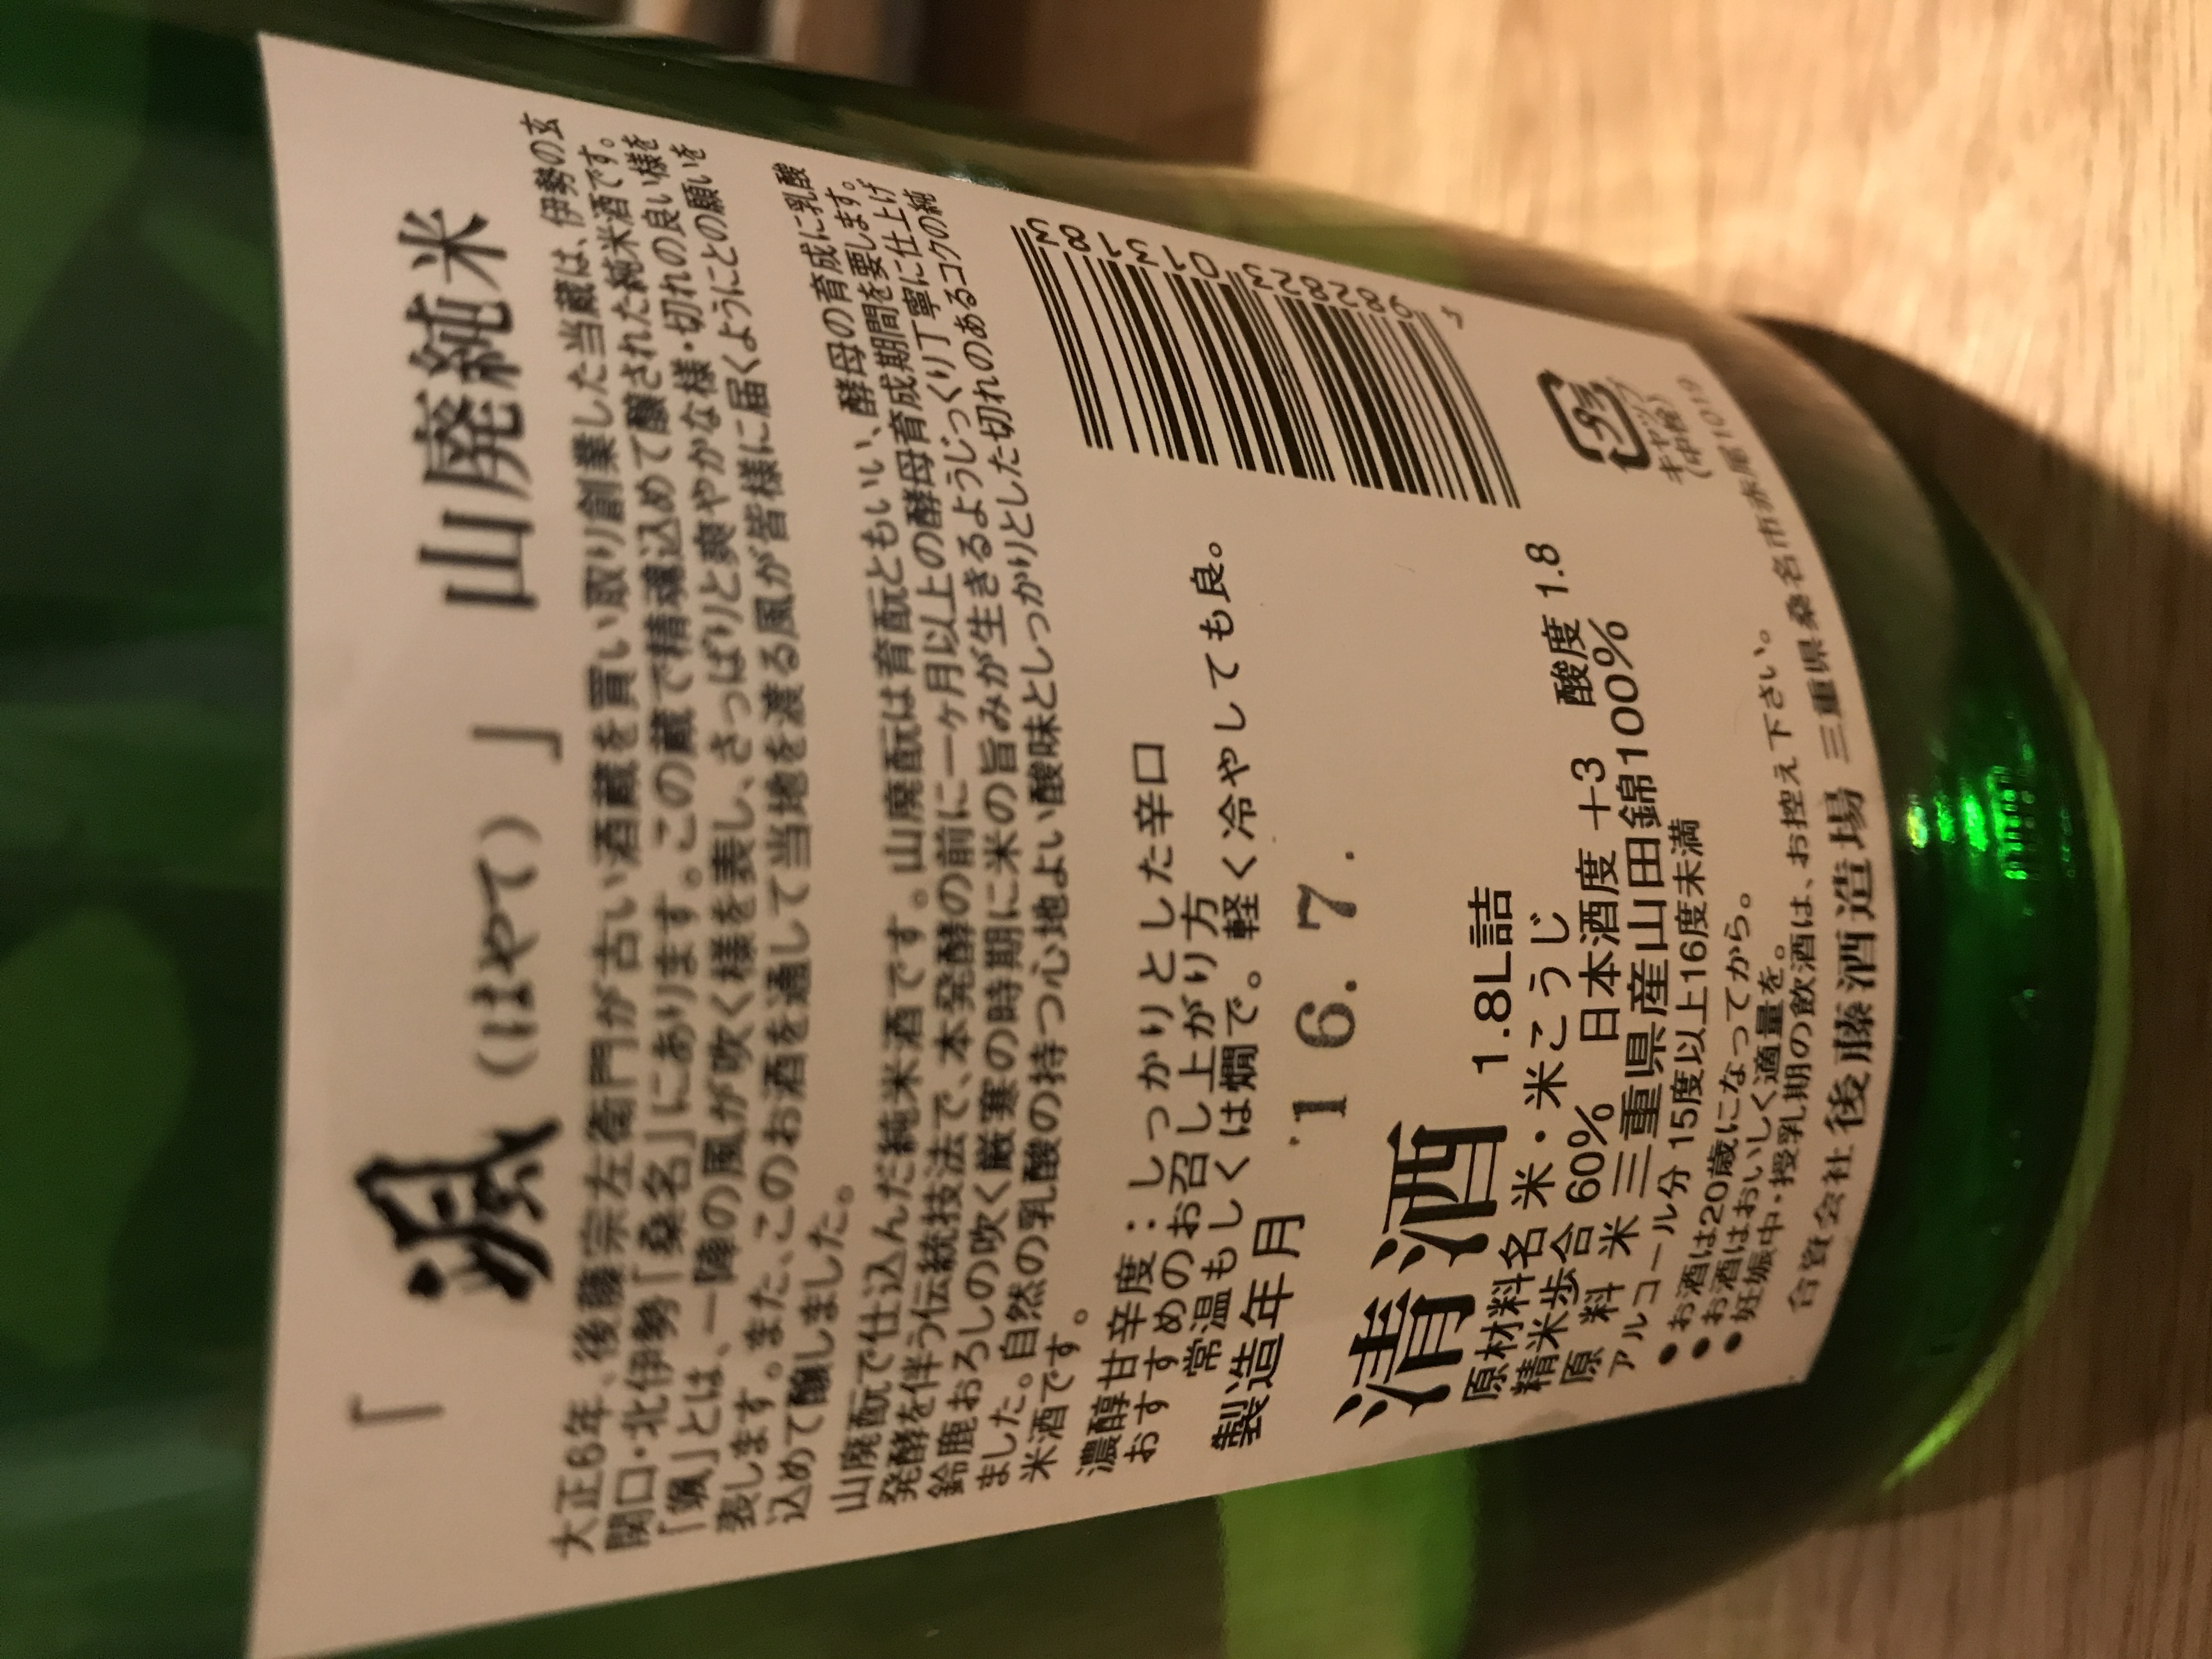 「颯(はやて)」 山廃純米
大正6年、後藤宗左衛門が古い酒蔵を買い取り創業した当蔵は、伊勢の玄
関口・北伊勢「桑名」にあります。この蔵で精魂込めて醸された純米酒です。
「颯」とは、一陣の風が吹く様を表し、さっぱりと爽やかな様・切れの良い様を
表します。また、このお酒を通して当地を渡る風が皆様に届くようにとの願いを
込めて醸しました。
山廃酛で仕込んだ純米酒です。山廃酛は育酛ともいい、酵母の育成に乳酸
発酵を伴う伝統技法で、本発酵の前に一ヶ月以上の酵母育成期間を要します。
鈴鹿おろしの吹く厳寒の時期に米の旨みが生きるようじっくり丁寧に仕上げ
ました。自然の乳酸の持つ心地よい酸味としっかりとした切れのあるコクの純
米酒です。
濃醇甘辛度：しっかりとした辛口
おすすめのお召し上がり方
常温もしくは燗で。軽く冷やしても良。
製造年月 '16.7.
4 982823 013185
清酒 1.8L詰
原材料名 米・米こうじ
精米歩合 60% 日本酒度 +3 酸度 1.8
原料米 三重県産山田錦100%
アルコール分 15度以上16度未満
●お酒は20歳になってから。
●お酒はおいしく適量を。
●妊娠中・授乳期の飲酒は、お控え下さい。
プラ
キャップ
(中栓)
合資会社 後藤酒造場 三重県桑名市赤尾1019